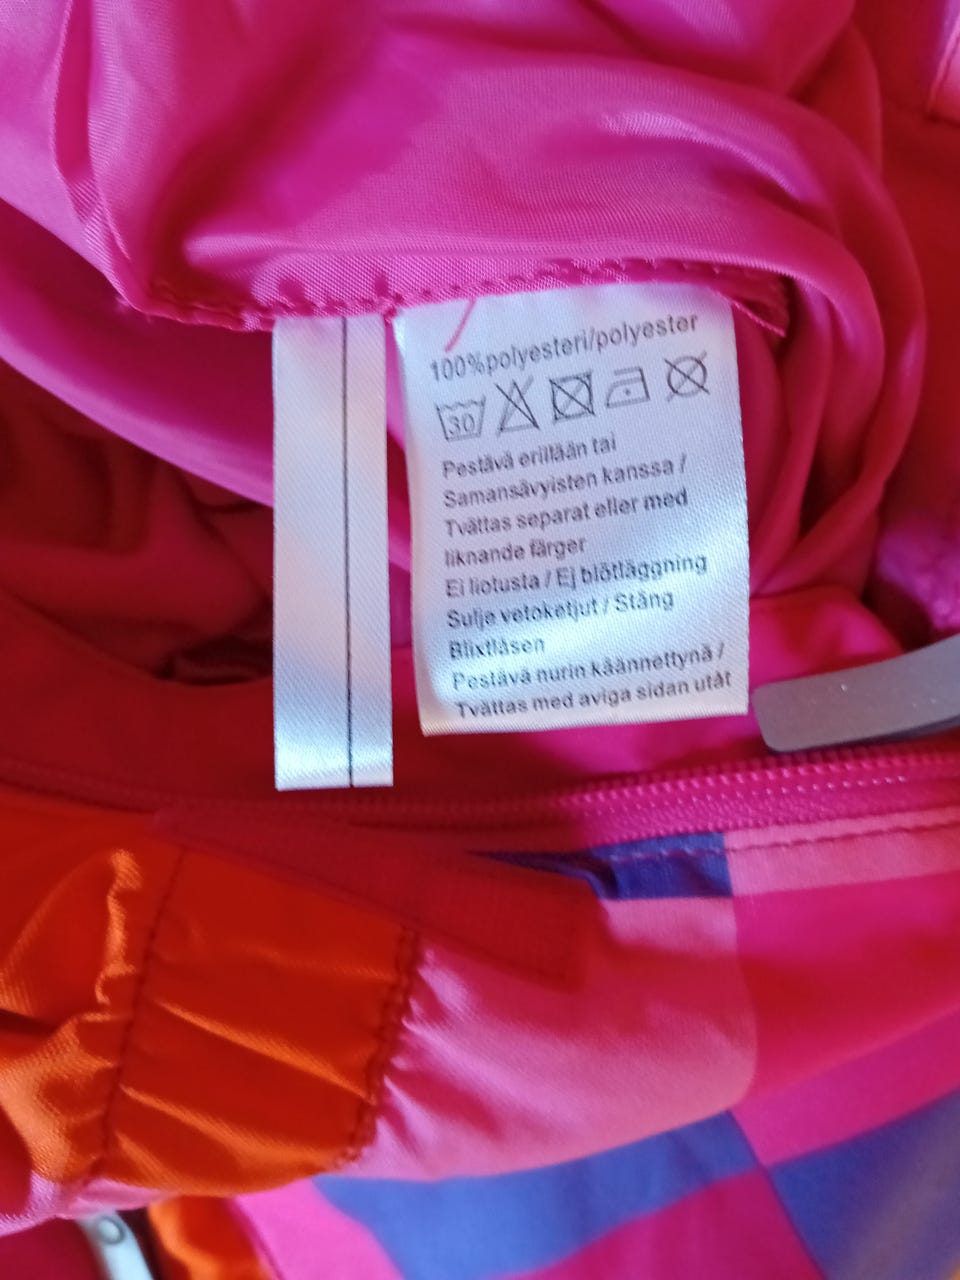 100%polyesteri/polyester
30
Pestävä erillään tai
Samansävyisten kanssa /
Tvättas separat eller med
liknande färger
Ei liotusta / Ej blötläggning
Sulje vetoketjut / Stäng
Blixtlåsen
Pestävä nurin käännettynä /
Tvättas med aviga sidan utåt